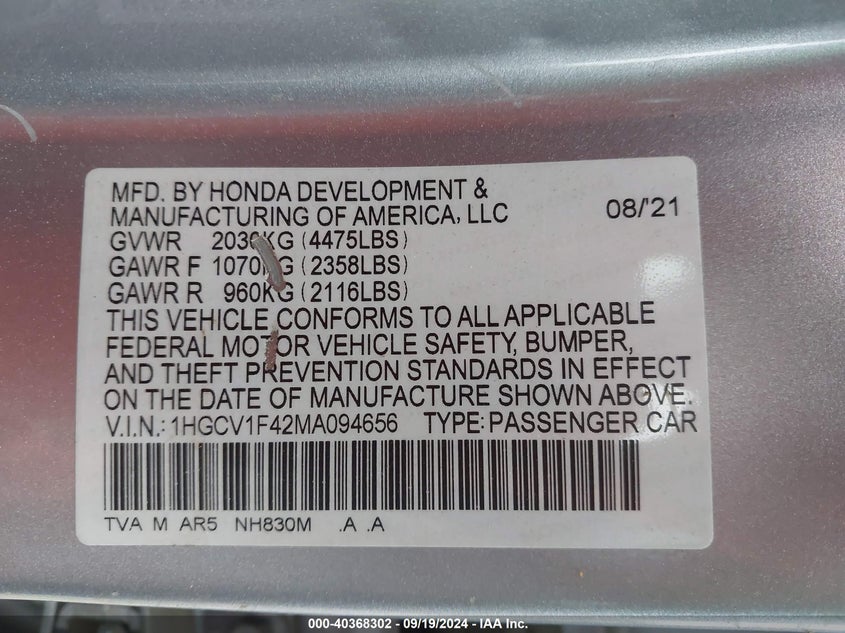 MFD. BY HONDA DEVELOPMENT &
MANUFACTURING OF AMERICA, LLC 08/'21
GVWR 2030KG (4475LBS)
GAWR F 1070KG (2358LBS)
GAWR R 960KG (2116LBS)
THIS VEHICLE CONFORMS TO ALL APPLICABLE
FEDERAL MOTOR VEHICLE SAFETY, BUMPER,
AND THEFT PREVENTION STANDARDS IN EFFECT
ON THE DATE OF MANUFACTURE SHOWN ABOVE.
V.I.N.: 1HGCV1F42MA094656 TYPE: PASSENGER CAR
TVA M AR5 NH830M .A .A
000-40368302 - 09/19/2024 - IAA Inc.